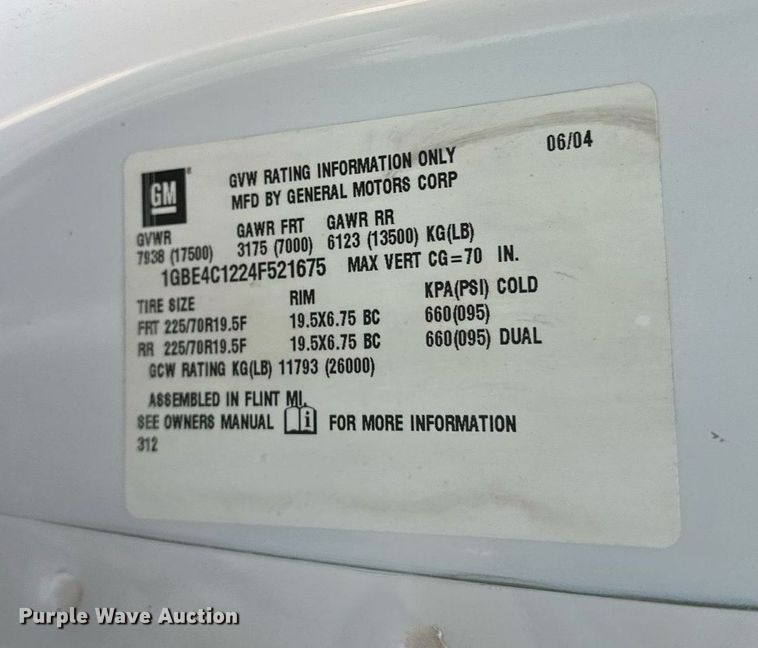 GM
GVW RATING INFORMATION ONLY 06/04
MFD BY GENERAL MOTORS CORP
GVWR GAWR FRT GAWR RR
7938 (17500) 3175 (7000) 6123 (13500) KG(LB)
1GBE4C1224F521675 MAX VERT CG=70 IN.
TIRE SIZE RIM KPA(PSI) COLD
FRT 225/70R19.5F 19.5X6.75 BC 660(095)
RR 225/70R19.5F 19.5X6.75 BC 660(095) DUAL
GCW RATING KG(LB) 11793 (26000)
ASSEMBLED IN FLINT MI.
SEE OWNERS MANUAL i FOR MORE INFORMATION
312
Purple Wave Auction